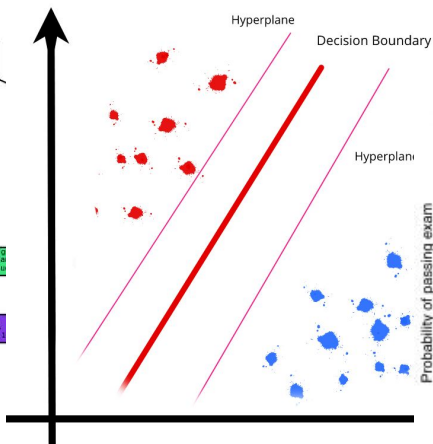 Hyperplane
Decision Boundary
Hyperplane
Probability of passing exam